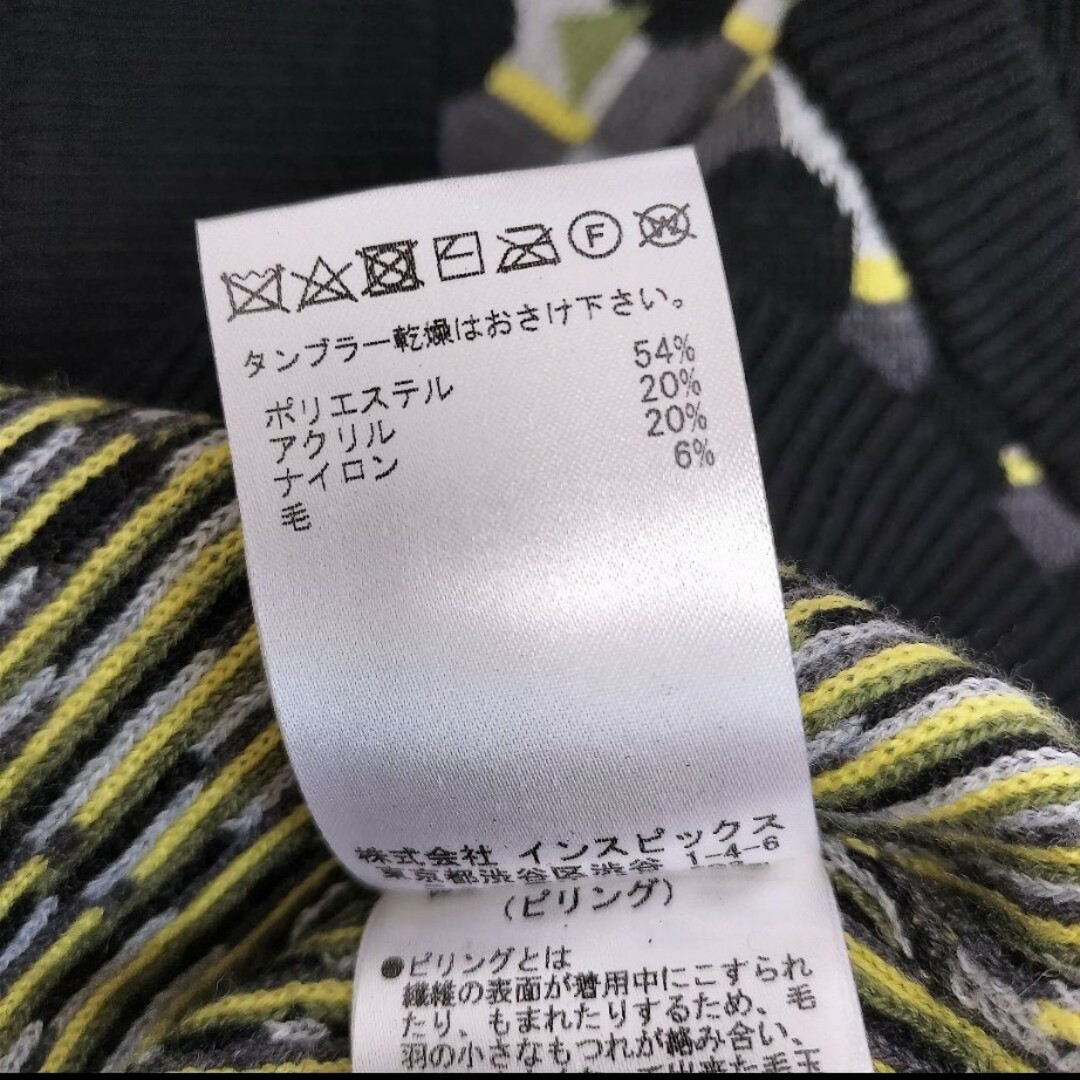 F W
タンブラー乾燥はおさけ下さい。
ポリエステル 54%
アクリル 20%
ナイロン 20%
毛 6%
株式会社 インスピックス
東京都渋谷区渋谷 1-4-6
(ピリング)
●ピリングとは
繊維の表面が着用中にこすられ
たり、もまれたりするため、毛
羽の小さなもつれが絡み合い、
出来た毛玉